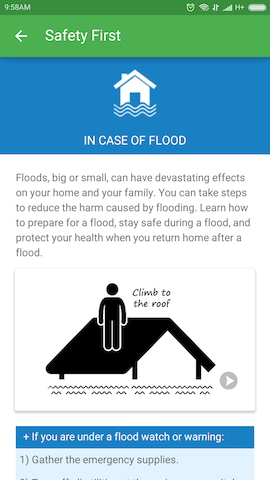 9:58AM
H+
Safety First
IN CASE OF FLOOD
Floods, big or small, can have devastating effects
on your home and your family. You can take steps
to reduce the harm caused by flooding. Learn how
to prepare for a flood, stay safe during a flood, and
protect your health when you return home after a
flood.
Climb to
the roof
+ If you are under a flood watch or warning:
1) Gather the emergency supplies.